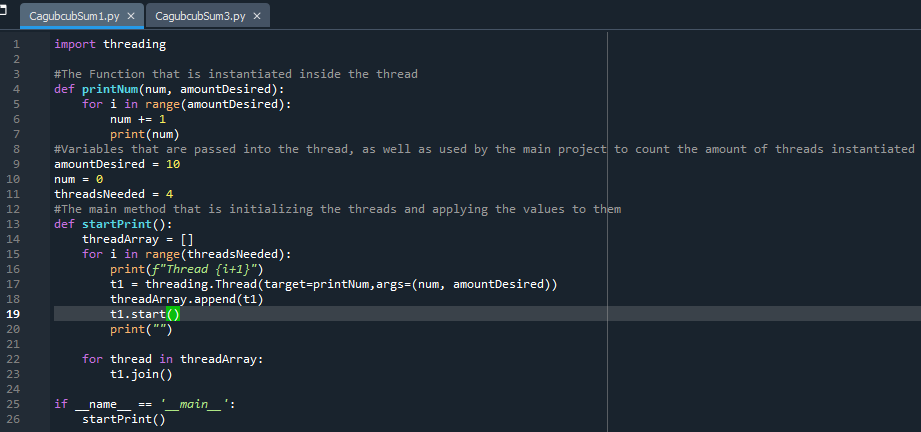 CagubcubSum1.py × CagubcubSum3.py ×
1 import threading
2
3 #The Function that is instantiated inside the thread
4 def printNum(num, amountDesired):
5     for i in range(amountDesired):
6         num += 1
7         print(num)
8 #Variables that are passed into the thread, as well as used by the main project to count the amount of threads instantiated
9 amountDesired = 10
10 num = 0
11 threadsNeeded = 4
12 #The main method that is initializing the threads and applying the values to them
13 def startPrint():
14     threadArray = []
15     for i in range(threadsNeeded):
16         print(f"Thread {i+1}")
17         t1 = threading.Thread(target=printNum,args=(num, amountDesired))
18         threadArray.append(t1)
19         t1.start()
20         print("")
21
22     for thread in threadArray:
23         t1.join()
24
25 if __name__ == '__main__':
26     startPrint()